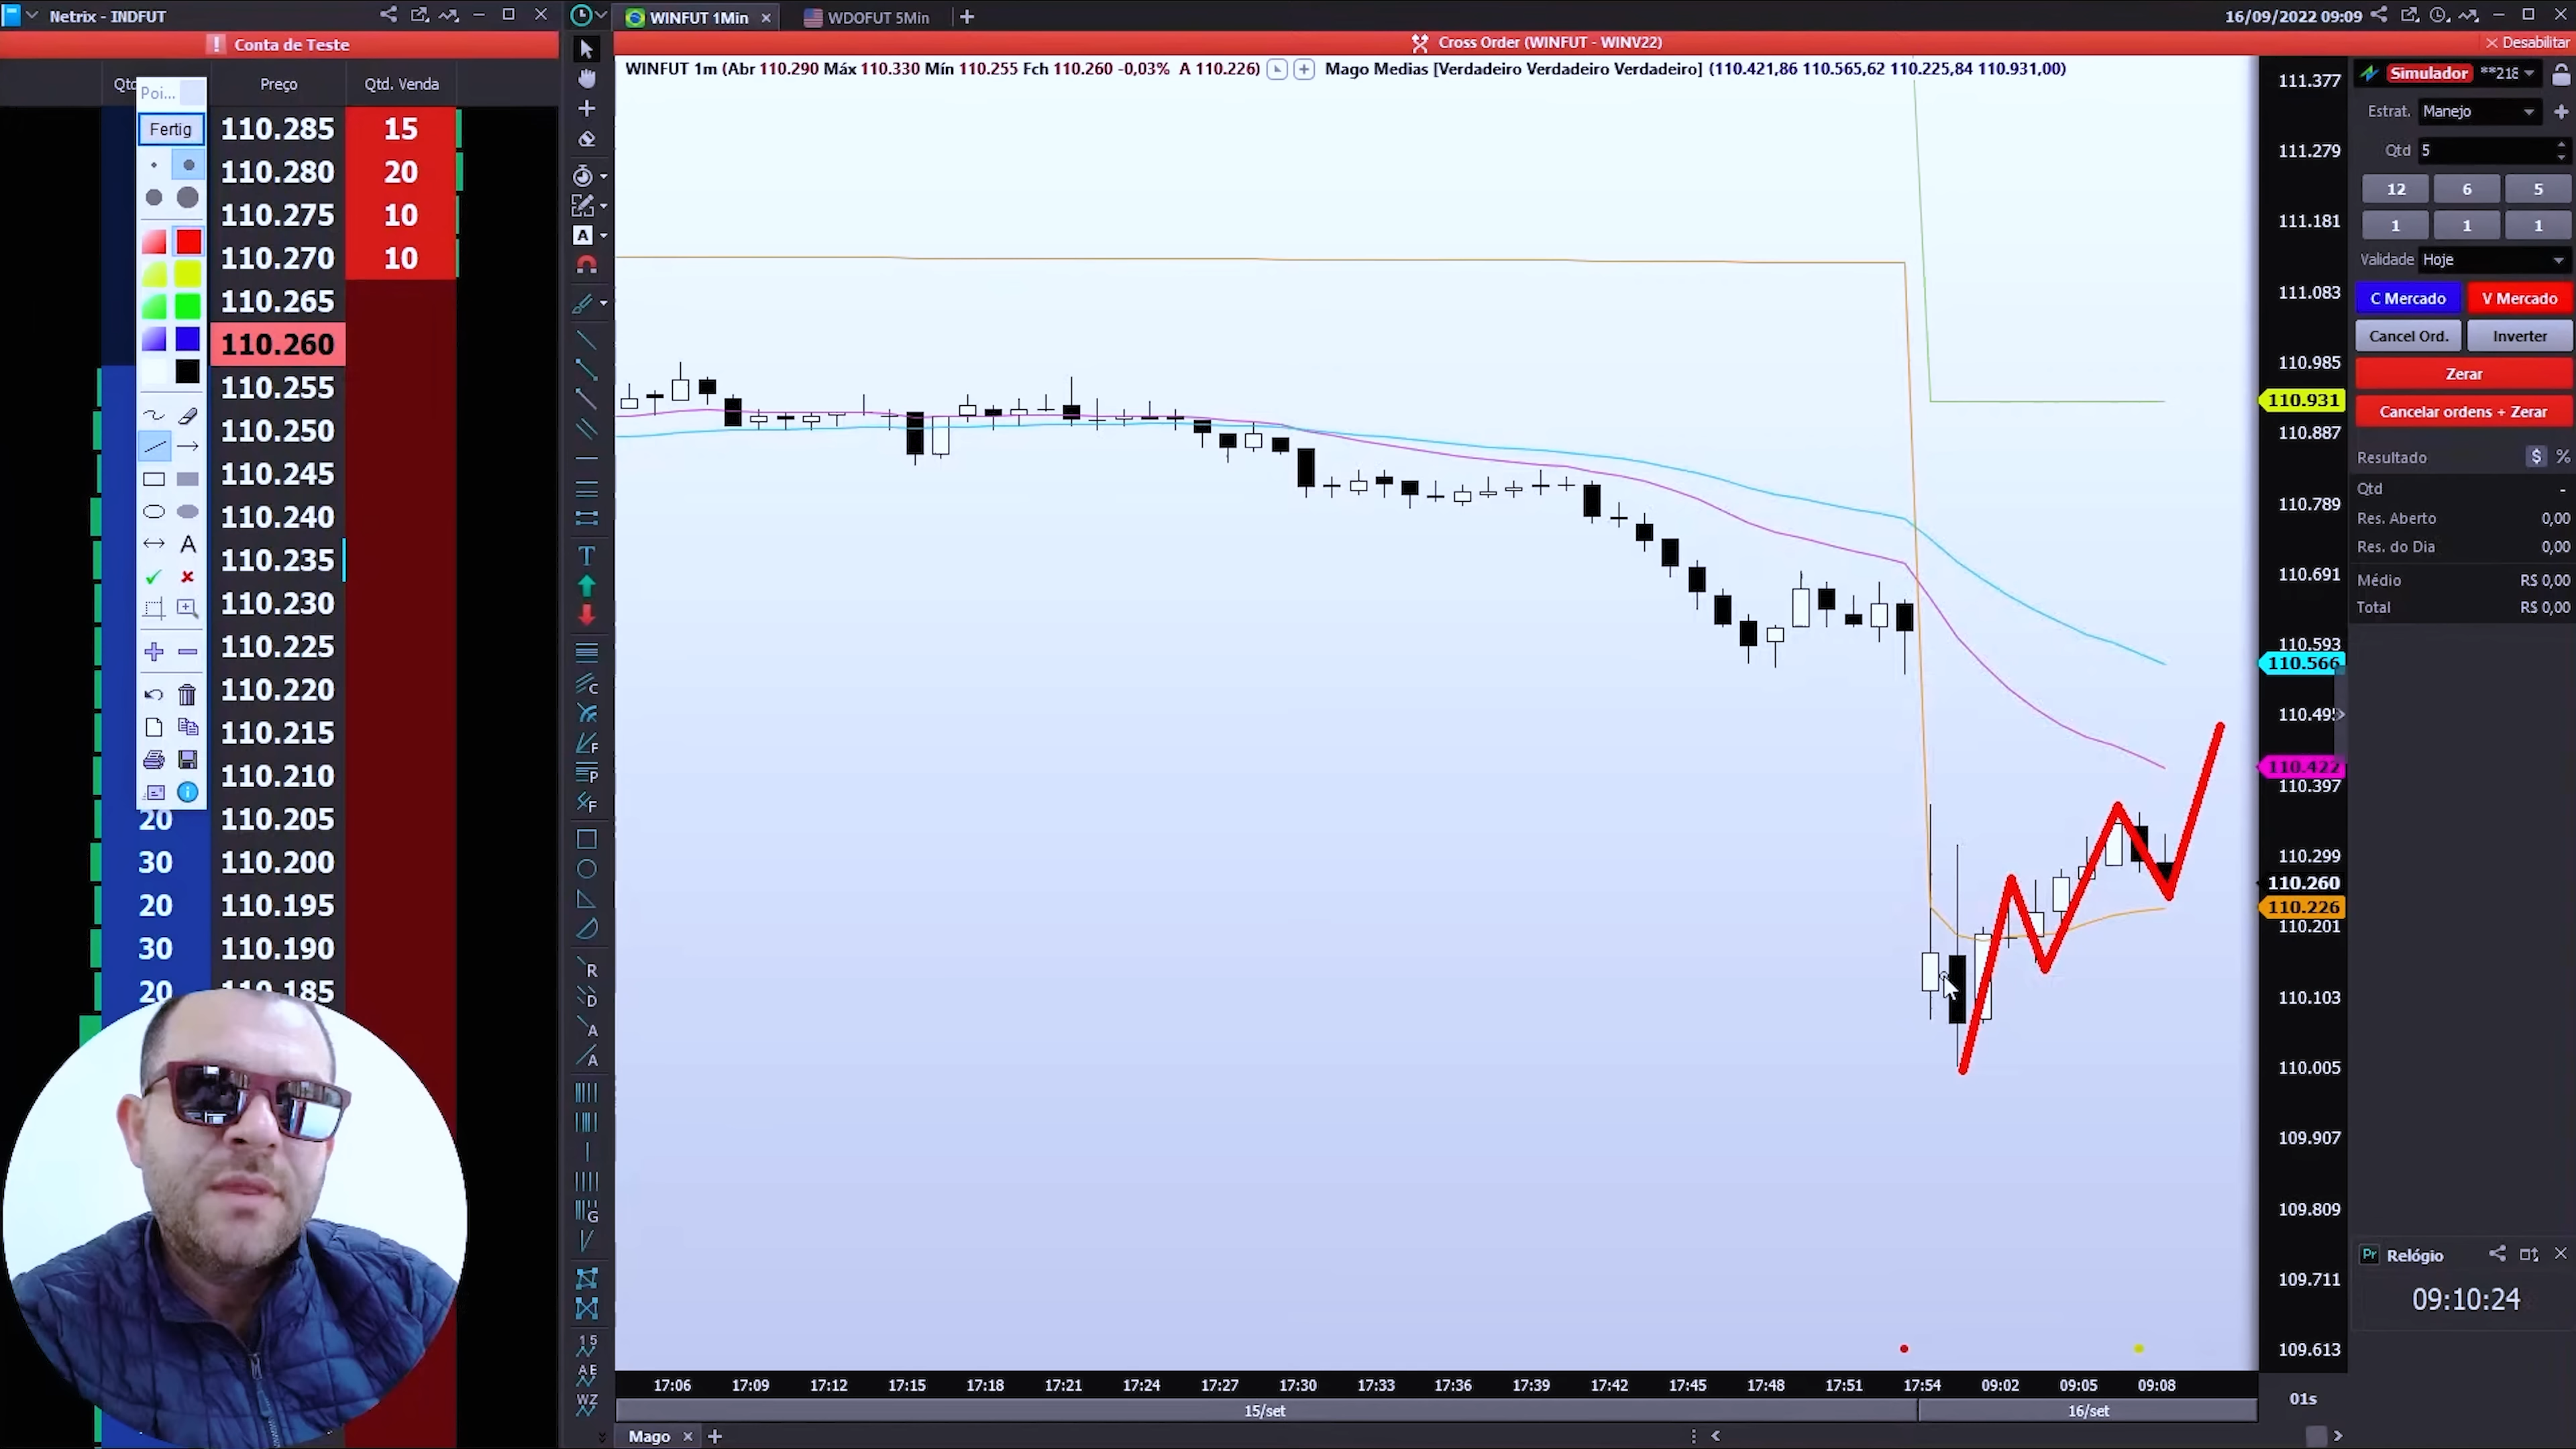 Netrix - INDFUT
! Conta de Teste
Poi...
Preço
Qtd. Venda
Fertig
110.285 15
110.280 20
110.275 10
110.270 10
110.265
110.260
110.255
110.250
110.245
110.240
110.235
110.230
110.225
110.220
110.215
110.210
20 110.205
30 110.200
20 110.195
30 110.190
20
WINFUT 1Min
WDOFUT 5Min
16/09/2022 09:09
Cross Order (WINFUT - WINV22)
Desabilitar
WINFUT 1m (Abr 110.290 Máx 110.330 Mín 110.255 Fch 110.260 -0,03% A 110.226)
Mago Medias [Verdadeiro Verdadeiro Verdadeiro] (110.421,86 110.565,62 110.225,84 110.931,00)
111.377
111.279
111.181
111.083
110.985
110.931
110.887
110.789
110.691
110.593
110.566
110.422
110.397
110.299
110.260
110.226
110.201
110.103
110.005
109.907
109.809
109.711
109.613
17:06 17:09 17:12 17:15 17:18 17:21 17:24 17:27 17:30 17:33 17:36 17:39 17:42 17:45 17:48 17:51 17:54 09:02 09:05 09:08
01s
15/set
16/set
Mago
Simulador
Estrat. Manejo
Qtd 5
12 6 5
1 1 1
Validade Hoje
C Mercado V Mercado
Cancel Ord. Inverter
Zerar
Cancelar ordens + Zerar
Resultado $ %
Qtd -
Res. Aberto 0,00
Res. do Dia 0,00
Médio R$ 0,00
Total R$ 0,00
Pr Relógio
09:10:24